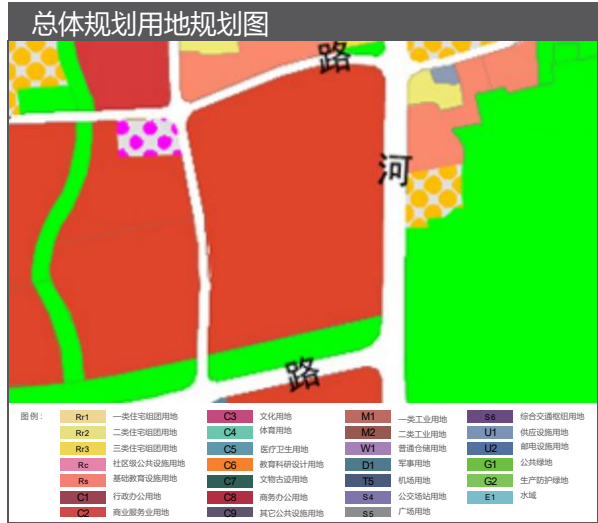 总体规划用地规划图
路
河
路
图例:
Rr1 一类住宅组团用地
Rr2 二类住宅组团用地
Rr3 三类住宅组团用地
Rc 社区级公共设施用地
Rs 基础教育设施用地
C1 行政办公用地
C2 商业服务业用地
C3 文化用地
C4 体育用地
C5 医疗卫生用地
C6 教育科研设计用地
C7 文物古迹用地
C8 商务办公用地
C9 其它公共设施用地
M1 一类工业用地
M2 二类工业用地
W1 普通仓储用地
D1 军事用地
T5 机场用地
S4 公交场站用地
S5 广场用地
S6 综合交通枢纽用地
U1 供应设施用地
U2 邮电设施用地
G1 公共绿地
G2 生产防护绿地
E1 水域